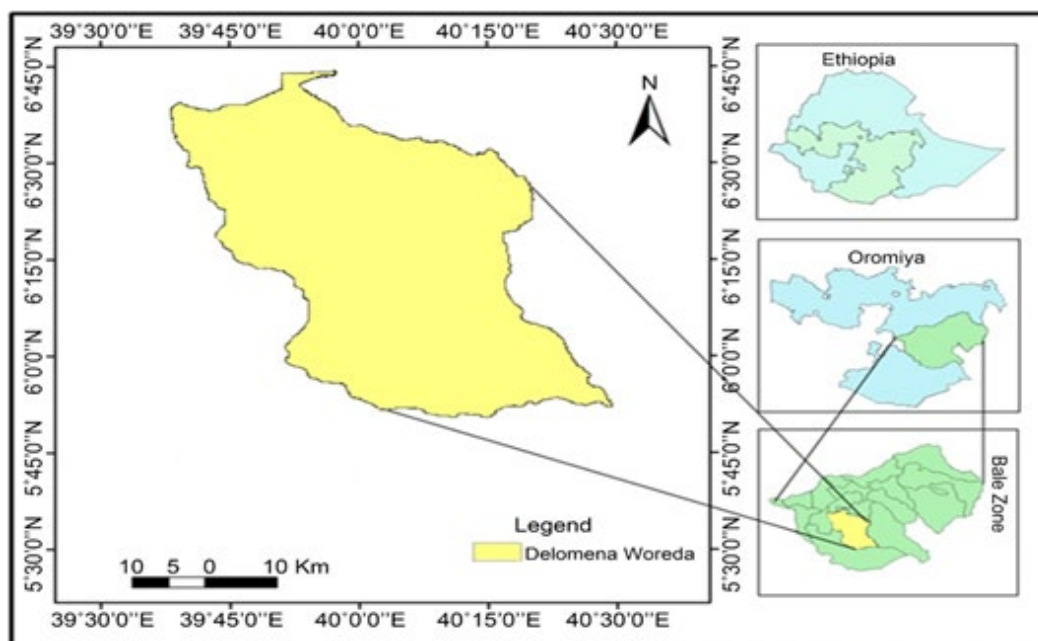 39°30'0"E 39°45'0"E 40°0'0"E 40°15'0"E 40°30'0"E
6°45'0"N
6°30'0"N
6°15'0"N
6°0'0"N
5°45'0"N
5°30'0"N
N
Legend
Delomena Woreda
10 5 0 10 Km
6°45'0"N
6°30'0"N
6°15'0"N
6°0'0"N
5°45'0"N
5°30'0"N
39°30'0"E 39°45'0"E 40°0'0"E 40°15'0"E 40°30'0"E
Ethiopia
Oromiya
Bale Zone